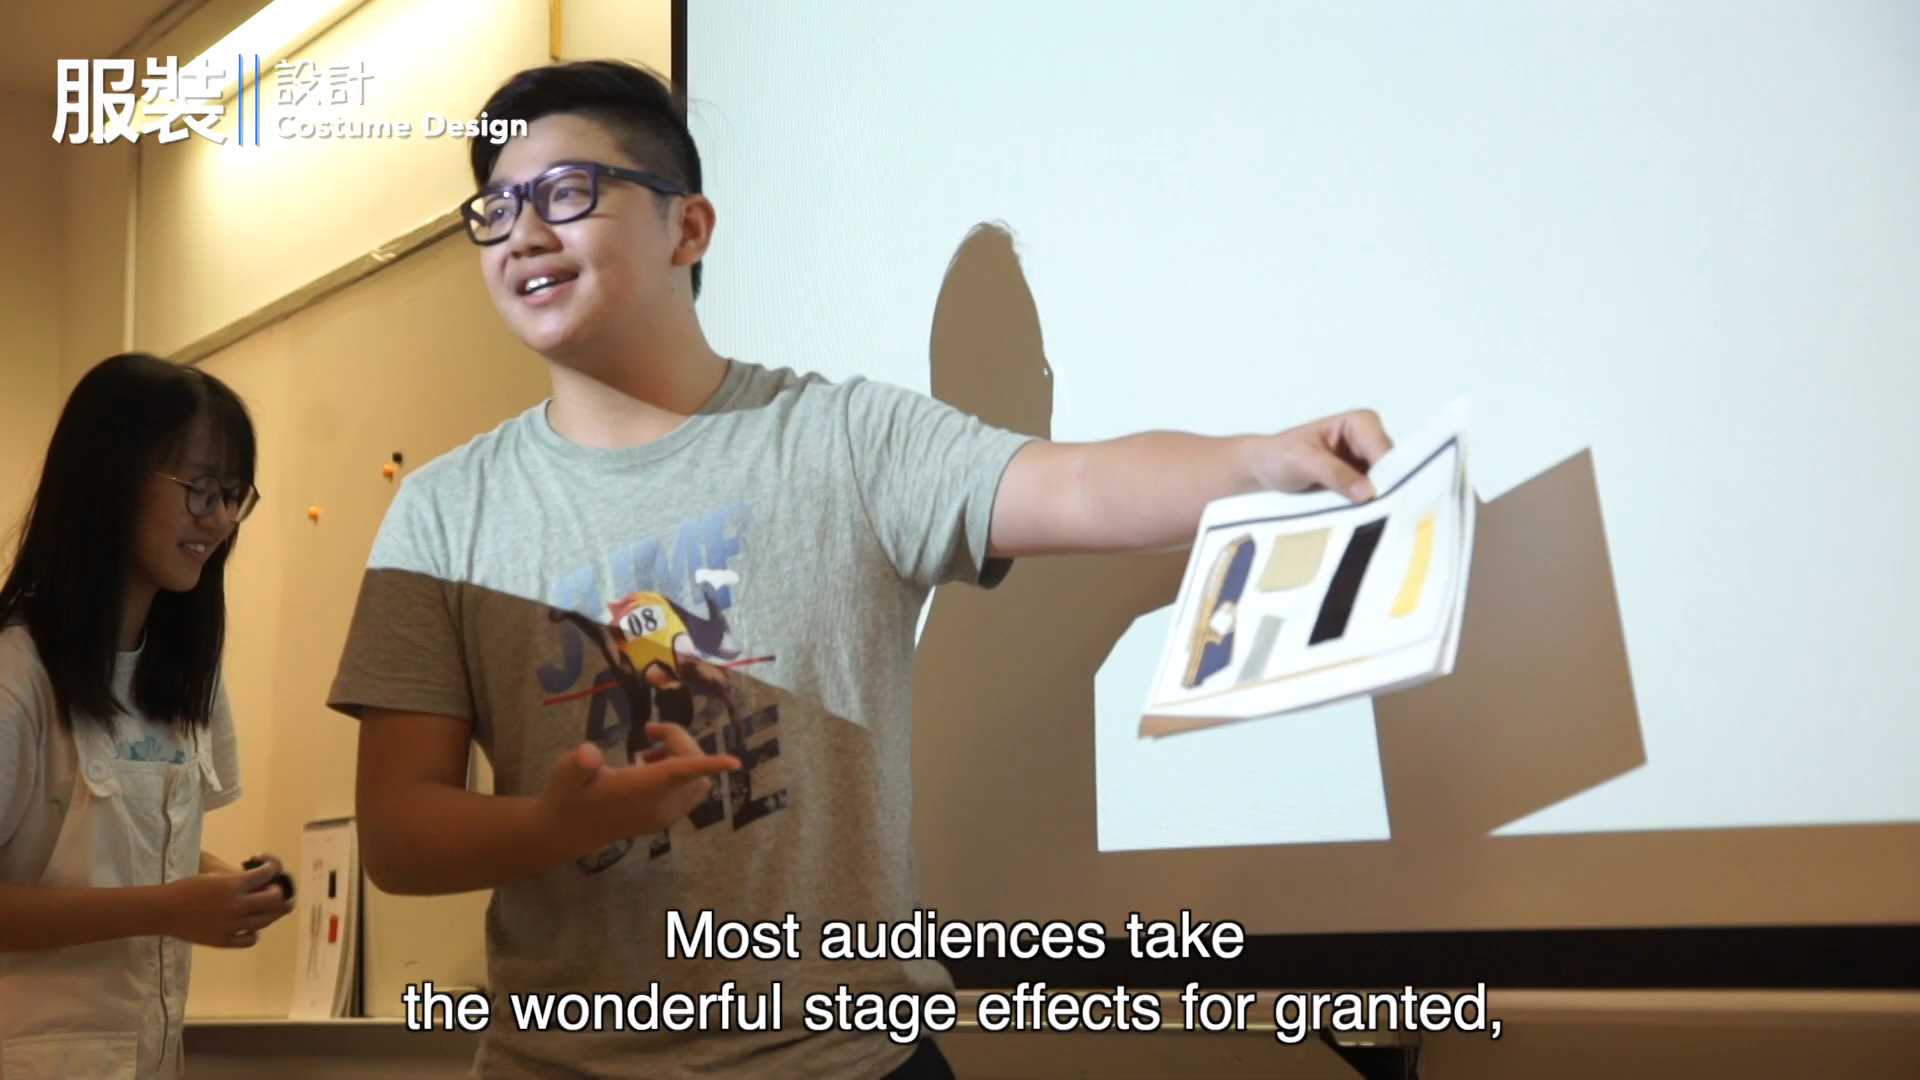 服裝
設計
Costume Design
08
Most audiences take
the wonderful stage effects for granted,